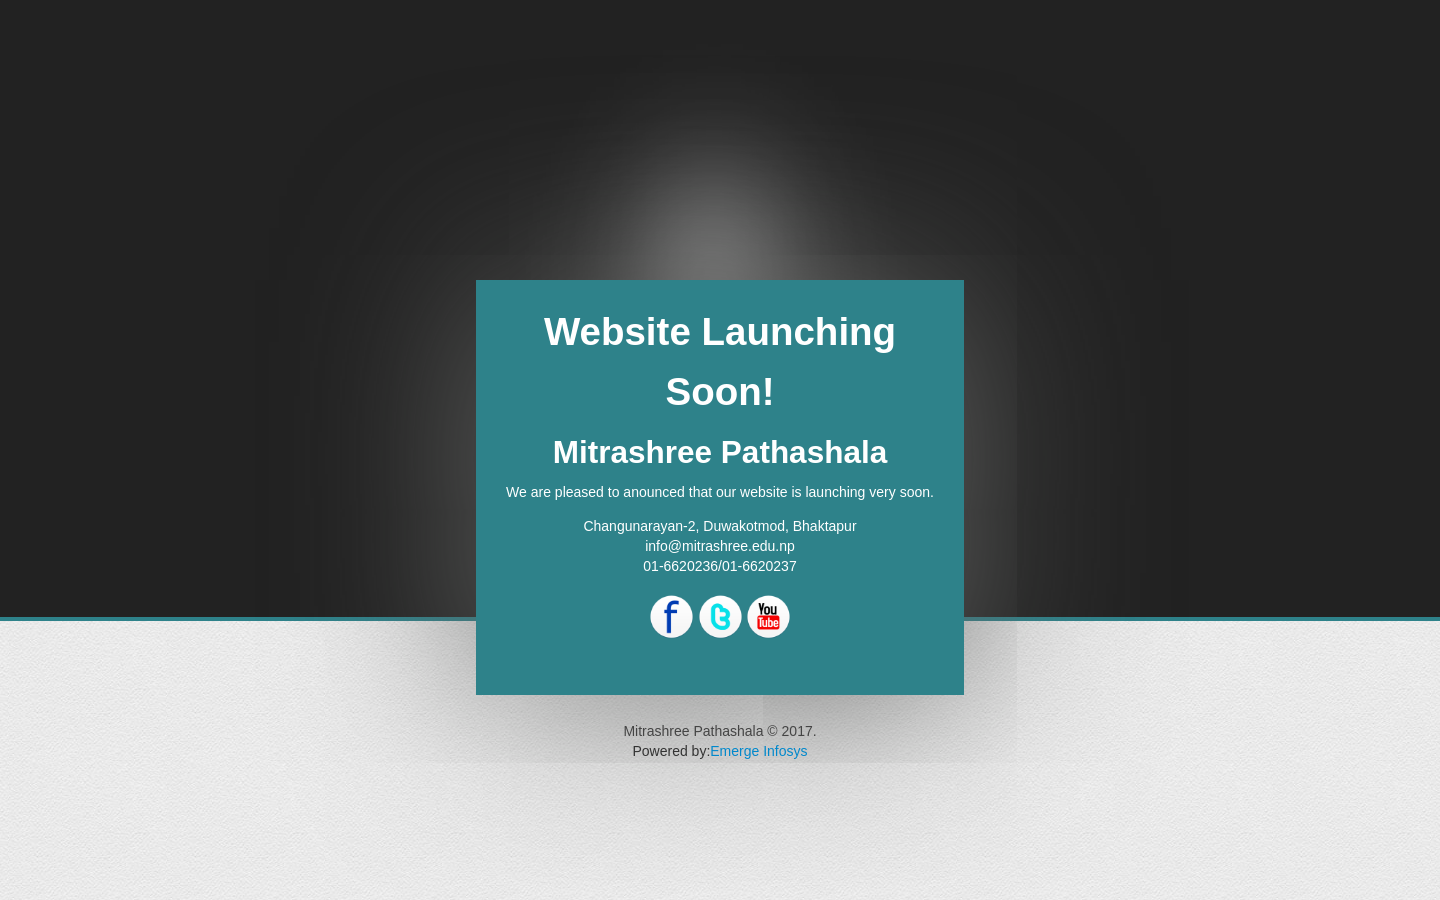 Website Launching
Soon!
Mitrashree Pathashala
We are pleased to anounced that our website is launching very soon.
Changunarayan-2, Duwakotmod, Bhaktapur
info@mitrashree.edu.np
01-6620236/01-6620237
f t You
Tube
Mitrashree Pathashala © 2017.
Powered by:Emerge Infosys